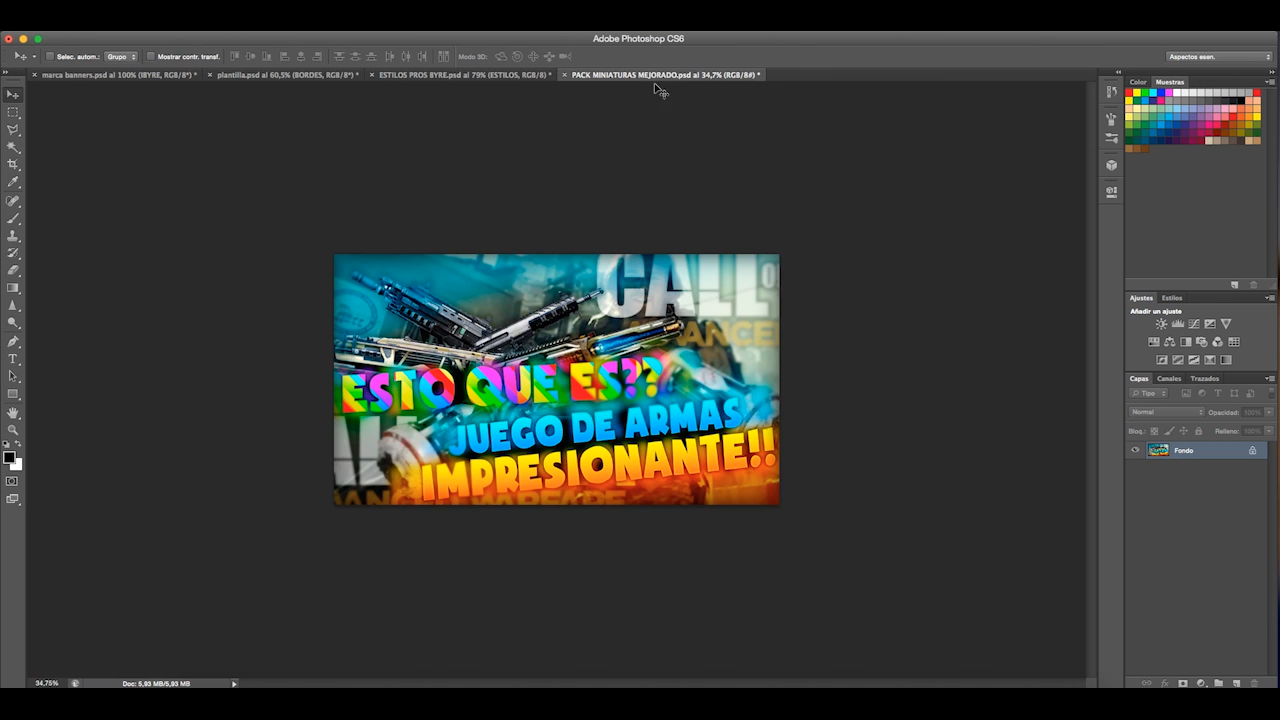 Adobe Photoshop CS6
Selec. autom.: Grupo Mostrar contr. transf. Modo 3D: Aspectos esen.
marca banners.psd al 100% (IBYRE, RGB/8*) * plantilla.psd al 60,5% (BORDES, RGB/8*) * ESTILOS PROS BYRE.psd al 79% (ESTILOS, RGB/8) * PACK MINIATURAS MEJORADO.psd al 34,7% (RGB/8#) *
Color Muestras
CALL
ESTO QUE ES??
JUEGO DE ARMAS
IMPRESIONANTE!!
WARFARE
Ajustes Estilos
Añadir un ajuste
Capas Canales Trazados
Tipo
Normal Opacidad: 100%
Bloq.: Relleno: 100%
Fondo
34,75% Doc: 5,93 MB/5,93 MB